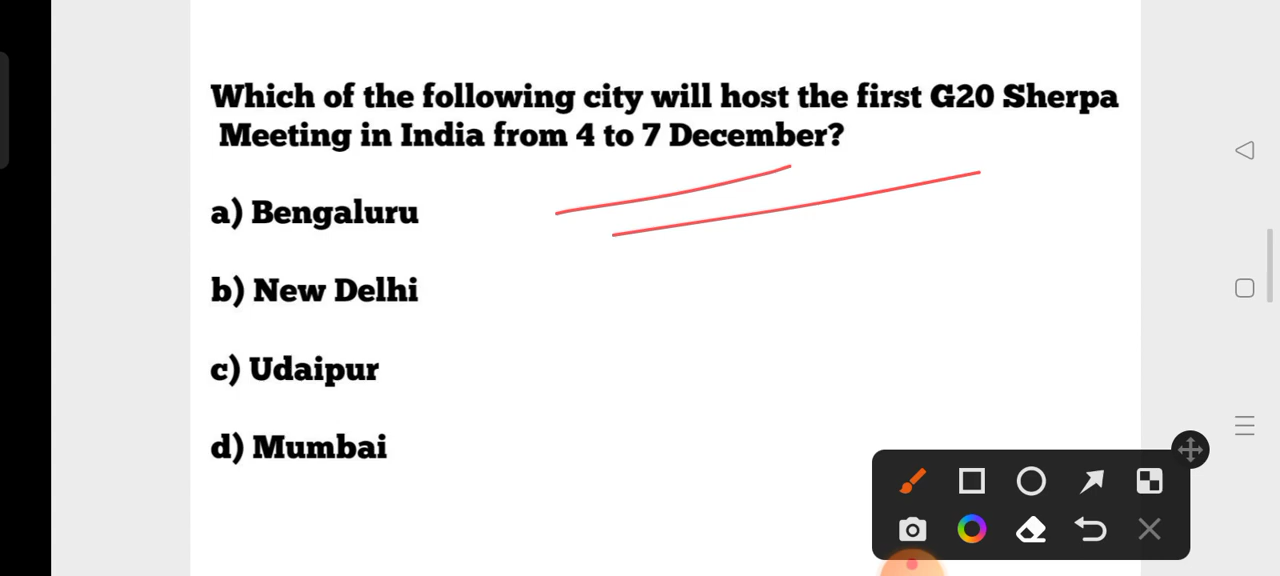 Which of the following city will host the first G20 Sherpa
Meeting in India from 4 to 7 December?
a) Bengaluru
b) New Delhi
c) Udaipur
d) Mumbai